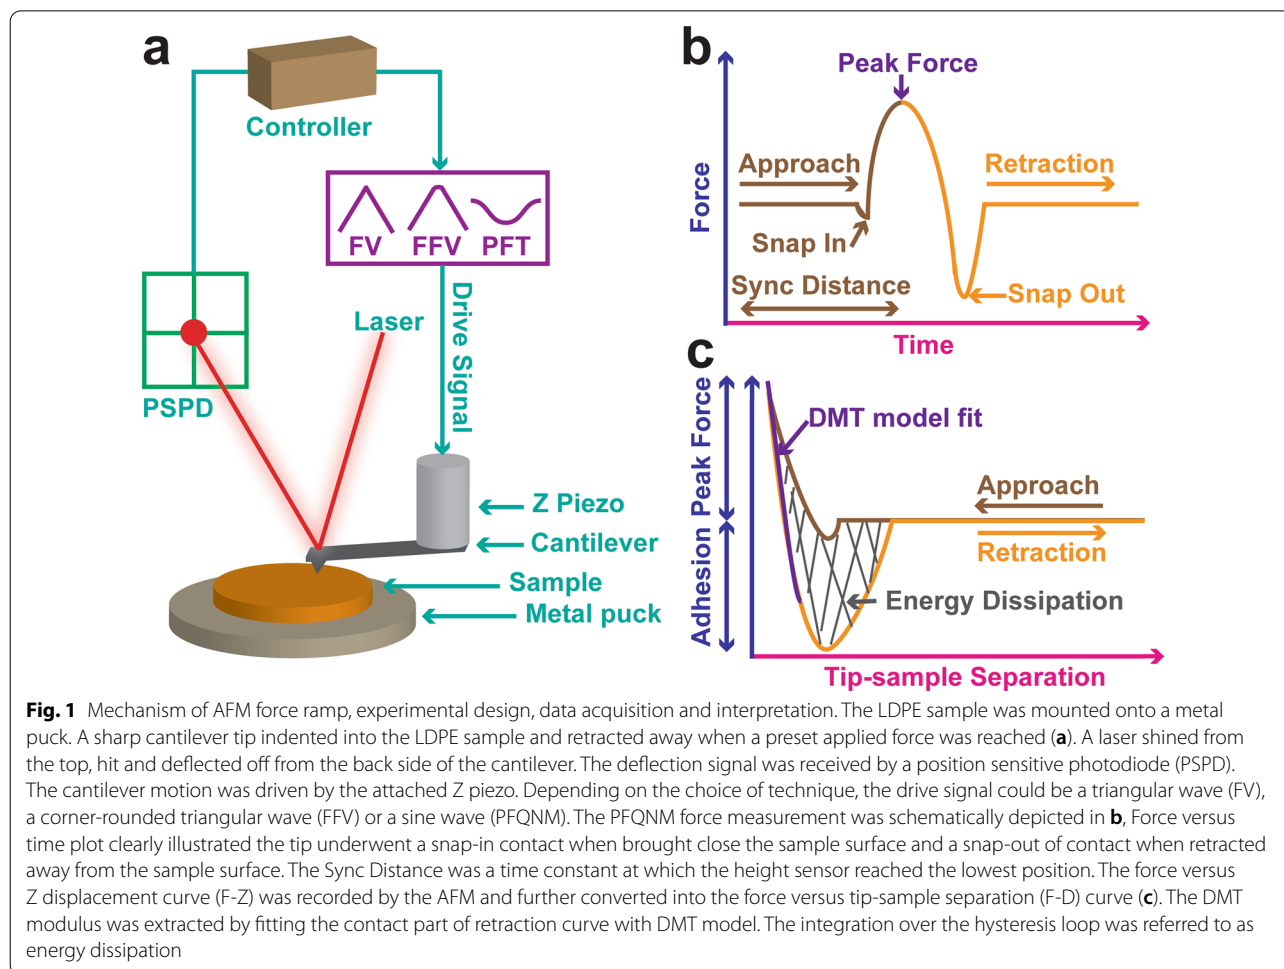 a
Controller
FV FFV PFT
Drive Signal
Laser
PSPD
Z Piezo
Cantilever
Sample
Metal puck
b
Peak Force
Force
Approach
Retraction
Snap In
Sync Distance
Snap Out
Time
c
Adhesion Peak Force
DMT model fit
Approach
Retraction
Energy Dissipation
Tip-sample Separation
Fig. 1 Mechanism of AFM force ramp, experimental design, data acquisition and interpretation. The LDPE sample was mounted onto a metal
puck. A sharp cantilever tip indented into the LDPE sample and retracted away when a preset applied force was reached (a). A laser shined from
the top, hit and deflected off from the back side of the cantilever. The deflection signal was received by a position sensitive photodiode (PSPD).
The cantilever motion was driven by the attached Z piezo. Depending on the choice of technique, the drive signal could be a triangular wave (FV),
a corner-rounded triangular wave (FFV) or a sine wave (PFQNM). The PFQNM force measurement was schematically depicted in b, Force versus
time plot clearly illustrated the tip underwent a snap-in contact when brought close the sample surface and a snap-out of contact when retracted
away from the sample surface. The Sync Distance was a time constant at which the height sensor reached the lowest position. The force versus
Z displacement curve (F-Z) was recorded by the AFM and further converted into the force versus tip-sample separation (F-D) curve (c). The DMT
modulus was extracted by fitting the contact part of retraction curve with DMT model. The integration over the hysteresis loop was referred to as
energy dissipation